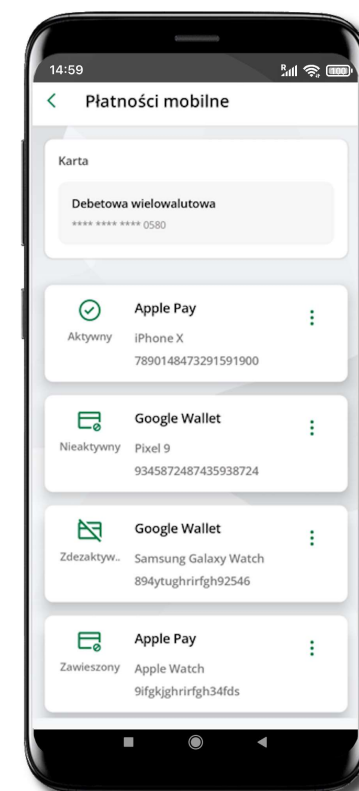 14:59
R
100
Płatności mobilne
Karta
Debetowa wielowalutowa
**** **** **** 0580
Apple Pay
Aktywny
iPhone X
7890148473291591900
Google Wallet
Nieaktywny
Pixel 9
9345872487435938724
Google Wallet
Zdezaktyw..
Samsung Galaxy Watch
894ytughrirfgh92546
Apple Pay
Zawieszony
Apple Watch
9ifgkjghrirfgh34fds